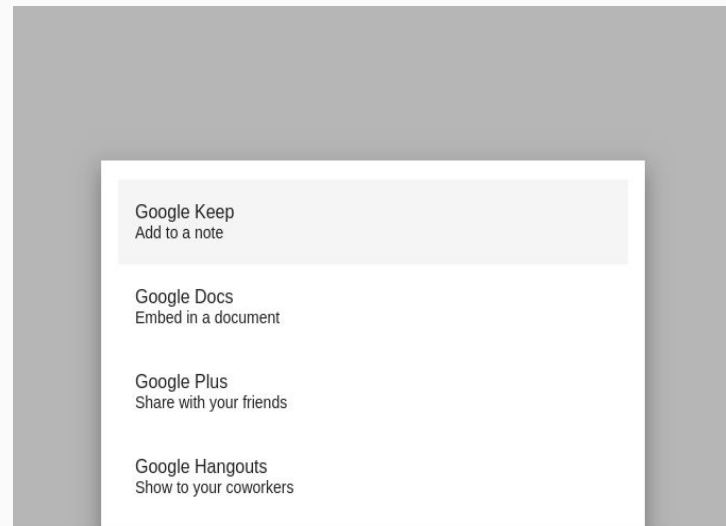 Google Keep
Add to a note
Google Docs
Embed in a document
Google Plus
Share with your friends
Google Hangouts
Show to your coworkers